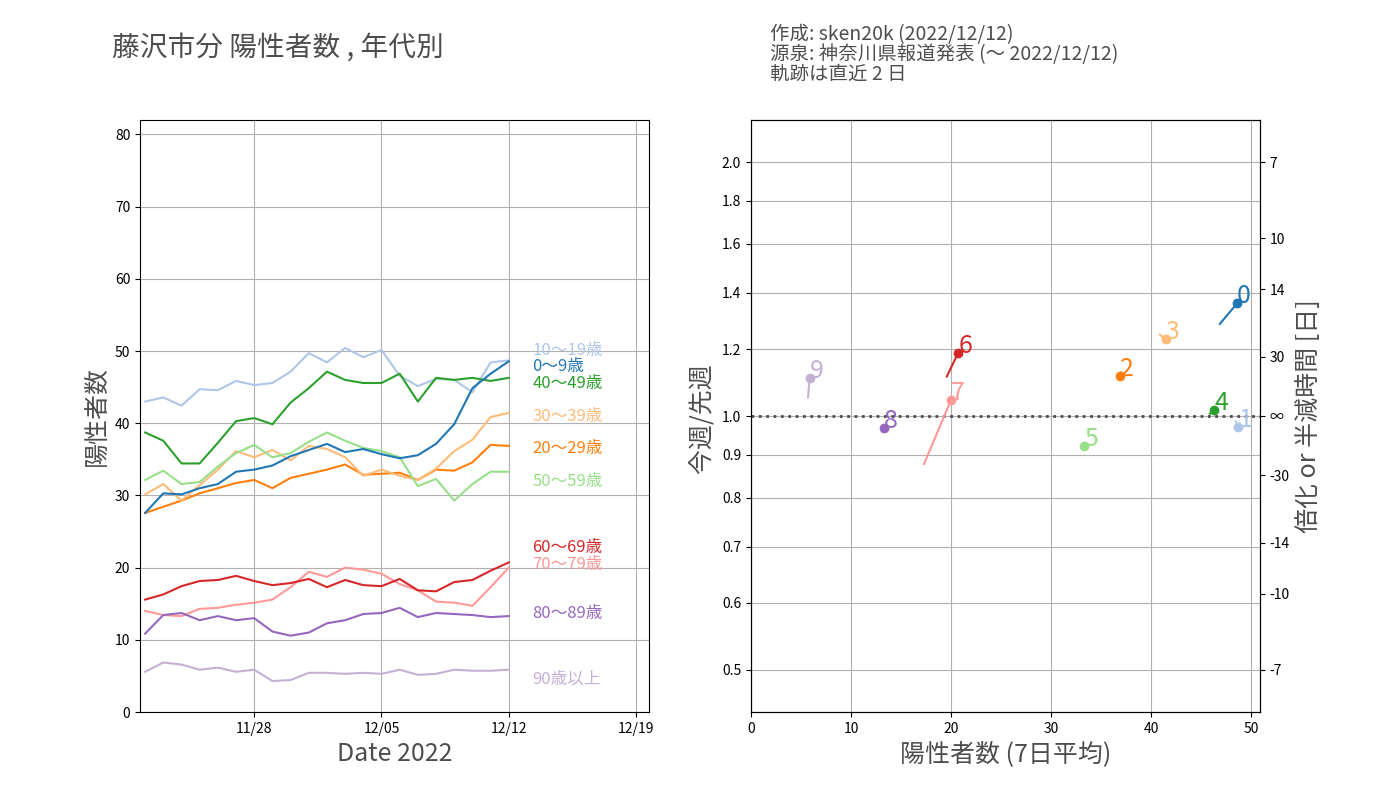 藤沢市分 陽性者数 , 年代別
作成: sken20k (2022/12/12)
源泉: 神奈川県報道発表 (～ 2022/12/12)
軌跡は直近 2 日
陽性者数
80
70
60
50
40
30
20
10
0
10～19歳
0～9歳
40～49歳
30～39歳
20～29歳
50～59歳
60～69歳
70～79歳
80～89歳
90歳以上
11/28
12/05
12/12
12/19
Date 2022
今週/先週
2.0
1.8
1.6
1.4
1.2
1.0
0.9
0.8
0.7
0.6
0.5
0
3
6
2
9
7
4
8
1
5
7
10
14
30
∞
-30
-14
-10
-7
倍化 or 半減時間 [日]
0
10
20
30
40
50
陽性者数 (7日平均)